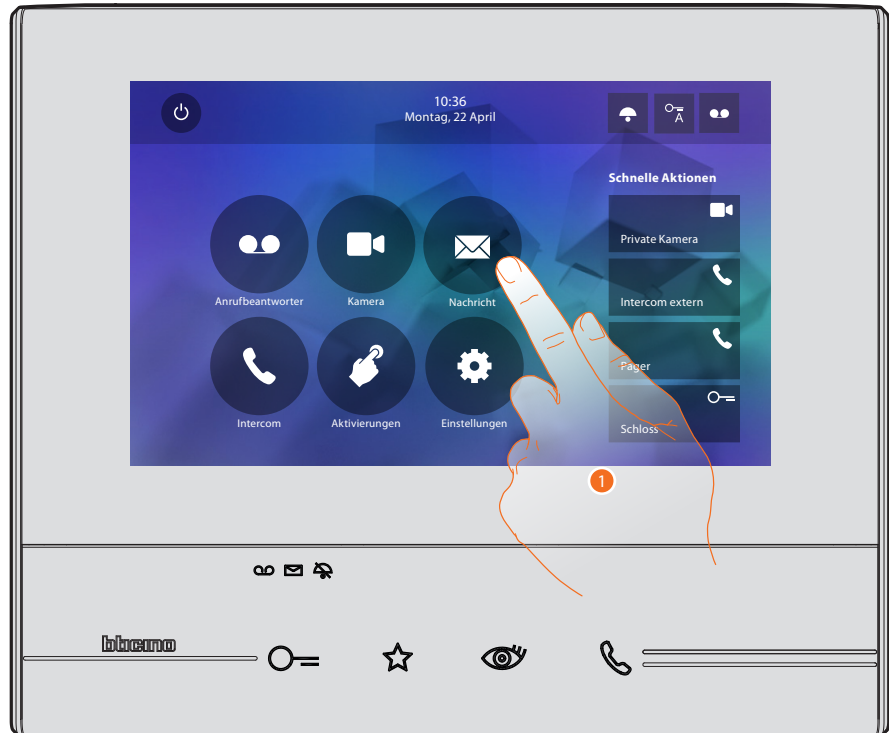 10:36
Montag, 22 April
A
Schnelle Aktionen
Private Kamera
Anrufbeantworter
Kamera
Nachricht
Intercom extern
Pager
Intercom
Aktivierungen
Einstellungen
Schloss
1
bticino